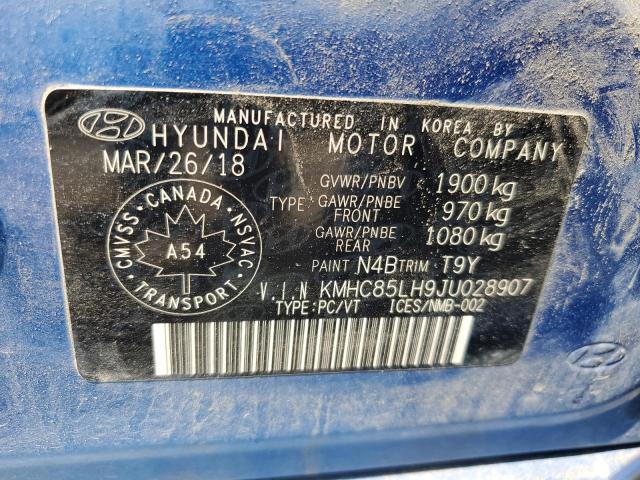 MANUFACTURED IN KOREA BY
HYUNDAI MOTOR COMPANY
MAR/26/18
GVWR/PNBV 1900 kg
TYPE GAWR/PNBE FRONT 970 kg
GAWR/PNBE REAR 1080 kg
PAINT N4B TRIM T9Y
V.I.N KMHC85LH9JU028907
TYPE:PC/VT ICES/NMB-002
CMVSS · CANADA · NSVAC
A54
TRANSPORT